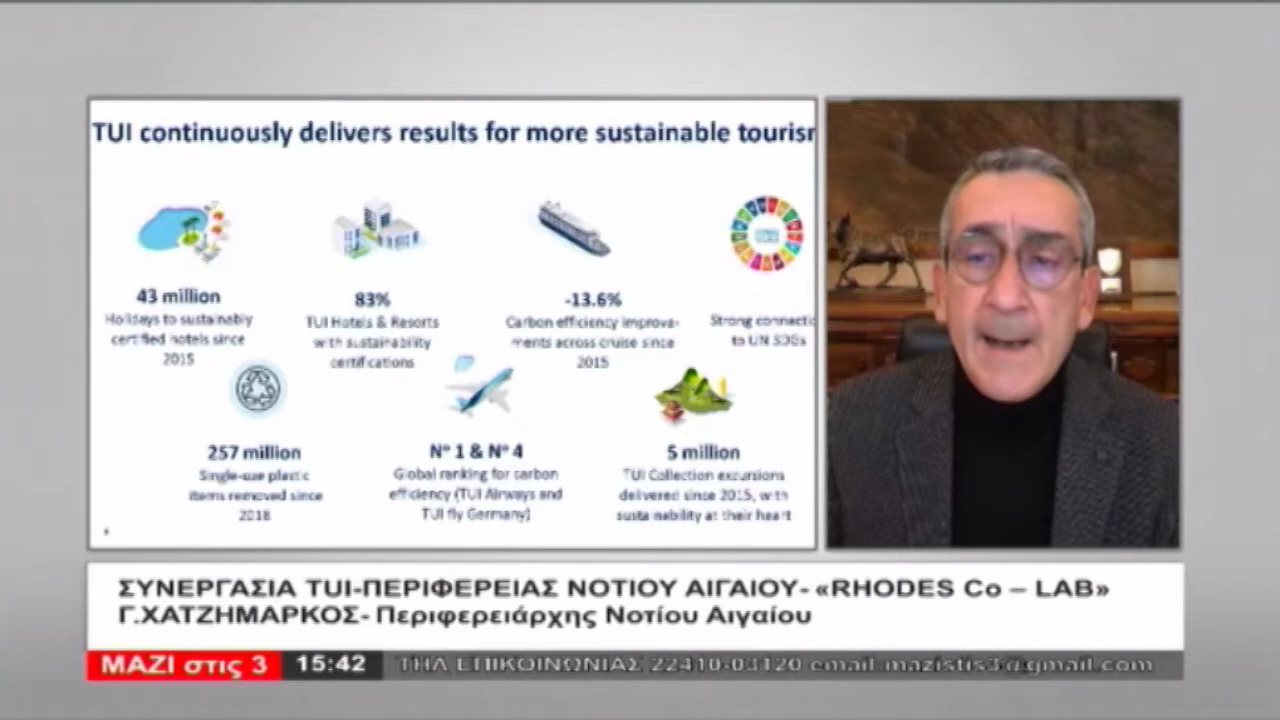 TUI continuously delivers results for more sustainable tourism
43 million
Holidays to sustainably
certified hotels since
2015
83%
TUI Hotels & Resorts
with sustainability
certifications
-13.6%
Carbon efficiency improve-
ments across cruise since
2015
Strong connecti
to UN SDGs
257 million
Single-use plastic
items removed since
2018
Nº 1 & Nº 4
Global ranking for carbon
efficiency (TUI Airways and
TUI fly Germany)
5 million
TUI Collection excursions
delivered since 2015, with
sustainability at their heart
ΣΥΝΕΡΓΑΣΙΑ TUI-ΠΕΡΙΦΕΡΕΙΑΣ ΝΟΤΙΟΥ ΑΙΓΑΙΟΥ- «RHODES Co – LAB»
Γ.ΧΑΤΖΗΜΑΡΚΟΣ- Περιφερειάρχης Νοτίου Αιγαίου
ΜΑΖΙ στις 3 15:42 ΤΗΛ ΕΠΙΚΟΙΝΩΝΙΑΣ 22410-03120 email mazistis3@gmail.com